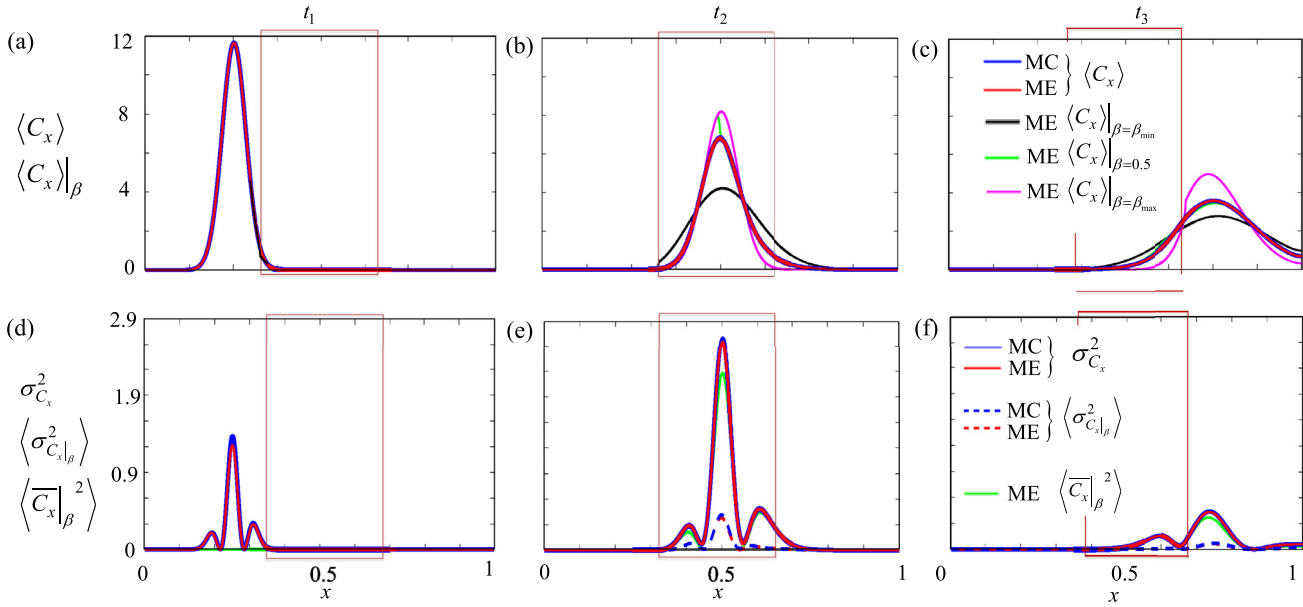 t₁ t₂ t₃
(a) (b) (c)
12
8
4
0
⟨Cₓ⟩
⟨Cₓ⟩|β
MC
ME } ⟨Cₓ⟩
ME ⟨Cₓ⟩|β=βmin
ME ⟨Cₓ⟩|β=0.5
ME ⟨Cₓ⟩|β=βmax
(d) (e) (f)
2.9
1.9
0.9
0
σ²Cₓ
⟨σ²Cₓ|β⟩
⟨C̅ₓ|β²⟩
MC
ME } σ²Cₓ
MC
ME } ⟨σ²Cₓ|β⟩
ME ⟨C̅ₓ|β²⟩
0 0.5 1 0 0.5 1 0.5 1
x x x